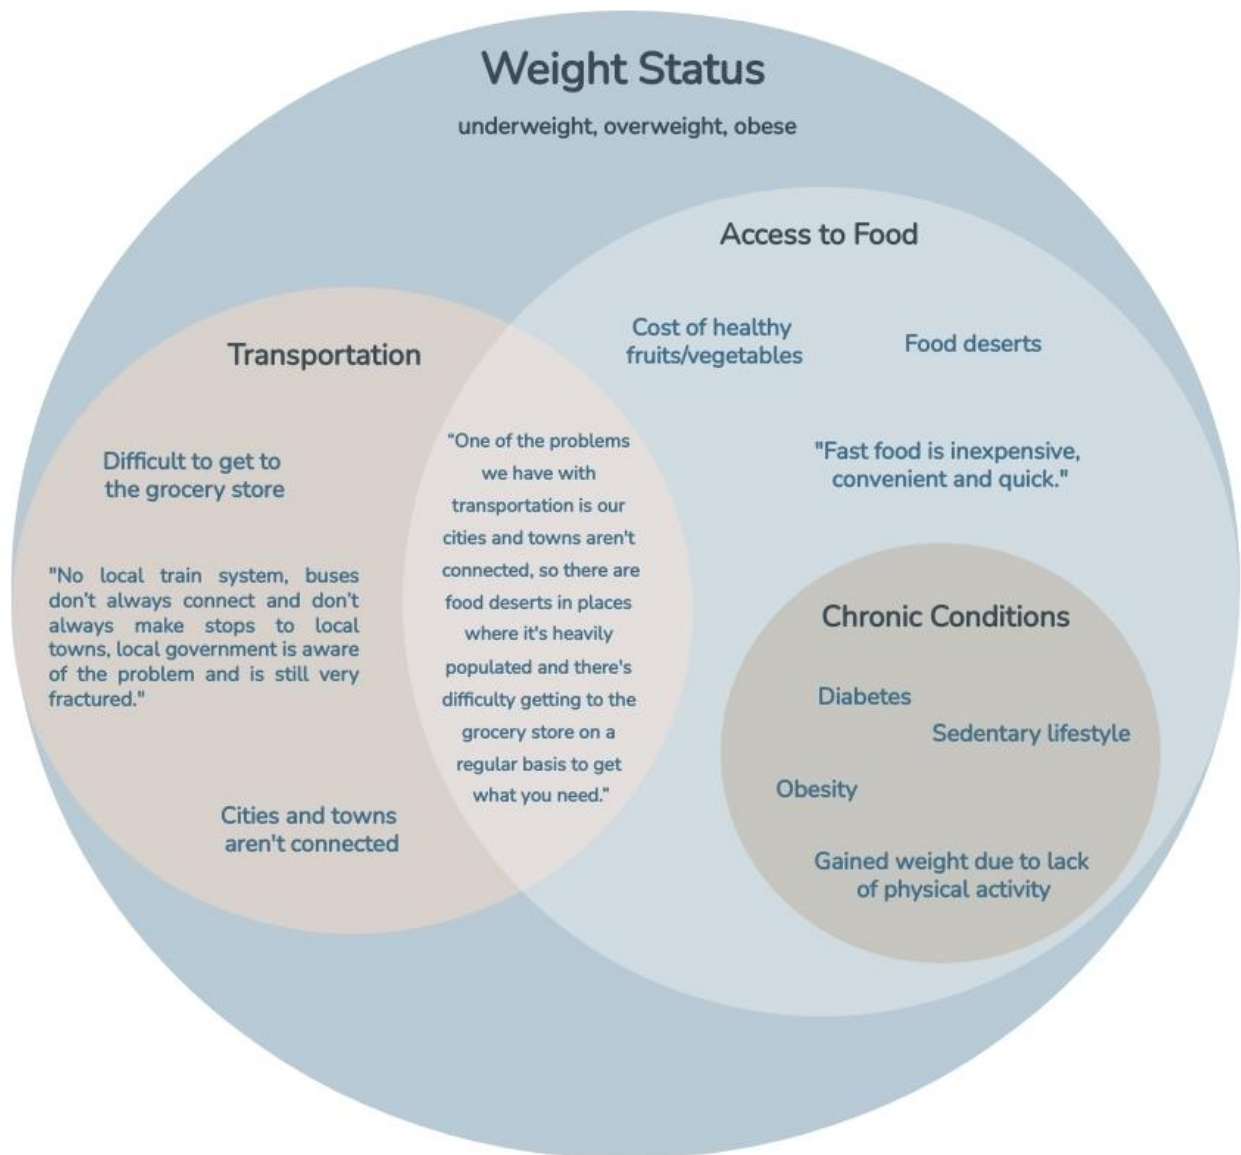 Weight Status
underweight, overweight, obese
Access to Food
Cost of healthy
fruits/vegetables
Food deserts
"Fast food is inexpensive,
convenient and quick."
Transportation
Difficult to get to
the grocery store
"No local train system, buses
don't always connect and don't
always make stops to local
towns, local government is aware
of the problem and is still very
fractured."
Cities and towns
aren't connected
"One of the problems
we have with
transportation is our
cities and towns aren't
connected, so there are
food deserts in places
where it's heavily
populated and there's
difficulty getting to the
grocery store on a
regular basis to get
what you need."
Chronic Conditions
Diabetes
Sedentary lifestyle
Obesity
Gained weight due to lack
of physical activity